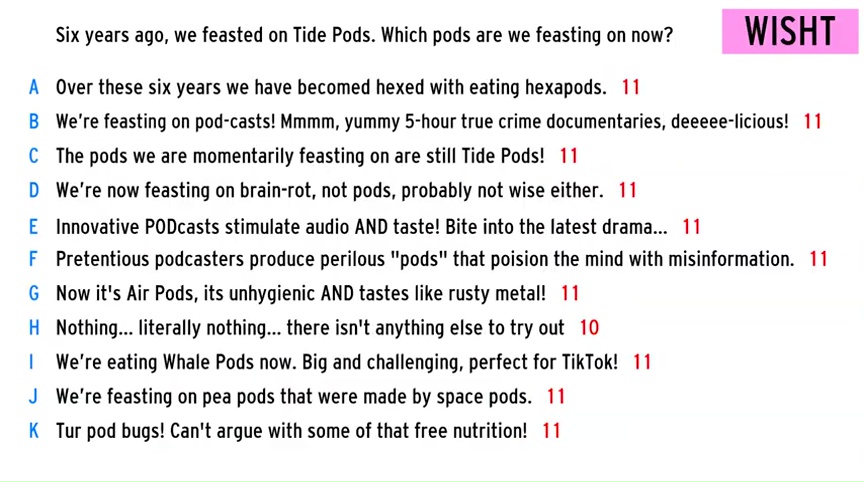 Six years ago, we feasted on Tide Pods. Which pods are we feasting on now?
WISHT
A Over these six years we have becomed hexed with eating hexapods. 11
B We're feasting on pod-casts! Mmmm, yummy 5-hour true crime documentaries, deeeee-licious! 11
C The pods we are momentarily feasting on are still Tide Pods! 11
D We're now feasting on brain-rot, not pods, probably not wise either. 11
E Innovative PODcasts stimulate audio AND taste! Bite into the latest drama... 11
F Pretentious podcasters produce perilous "pods" that poision the mind with misinformation. 11
G Now it's Air Pods, its unhygienic AND tastes like rusty metal! 11
H Nothing... literally nothing... there isn't anything else to try out 10
I We're eating Whale Pods now. Big and challenging, perfect for TikTok! 11
J We're feasting on pea pods that were made by space pods. 11
K Tur pod bugs! Can't argue with some of that free nutrition! 11